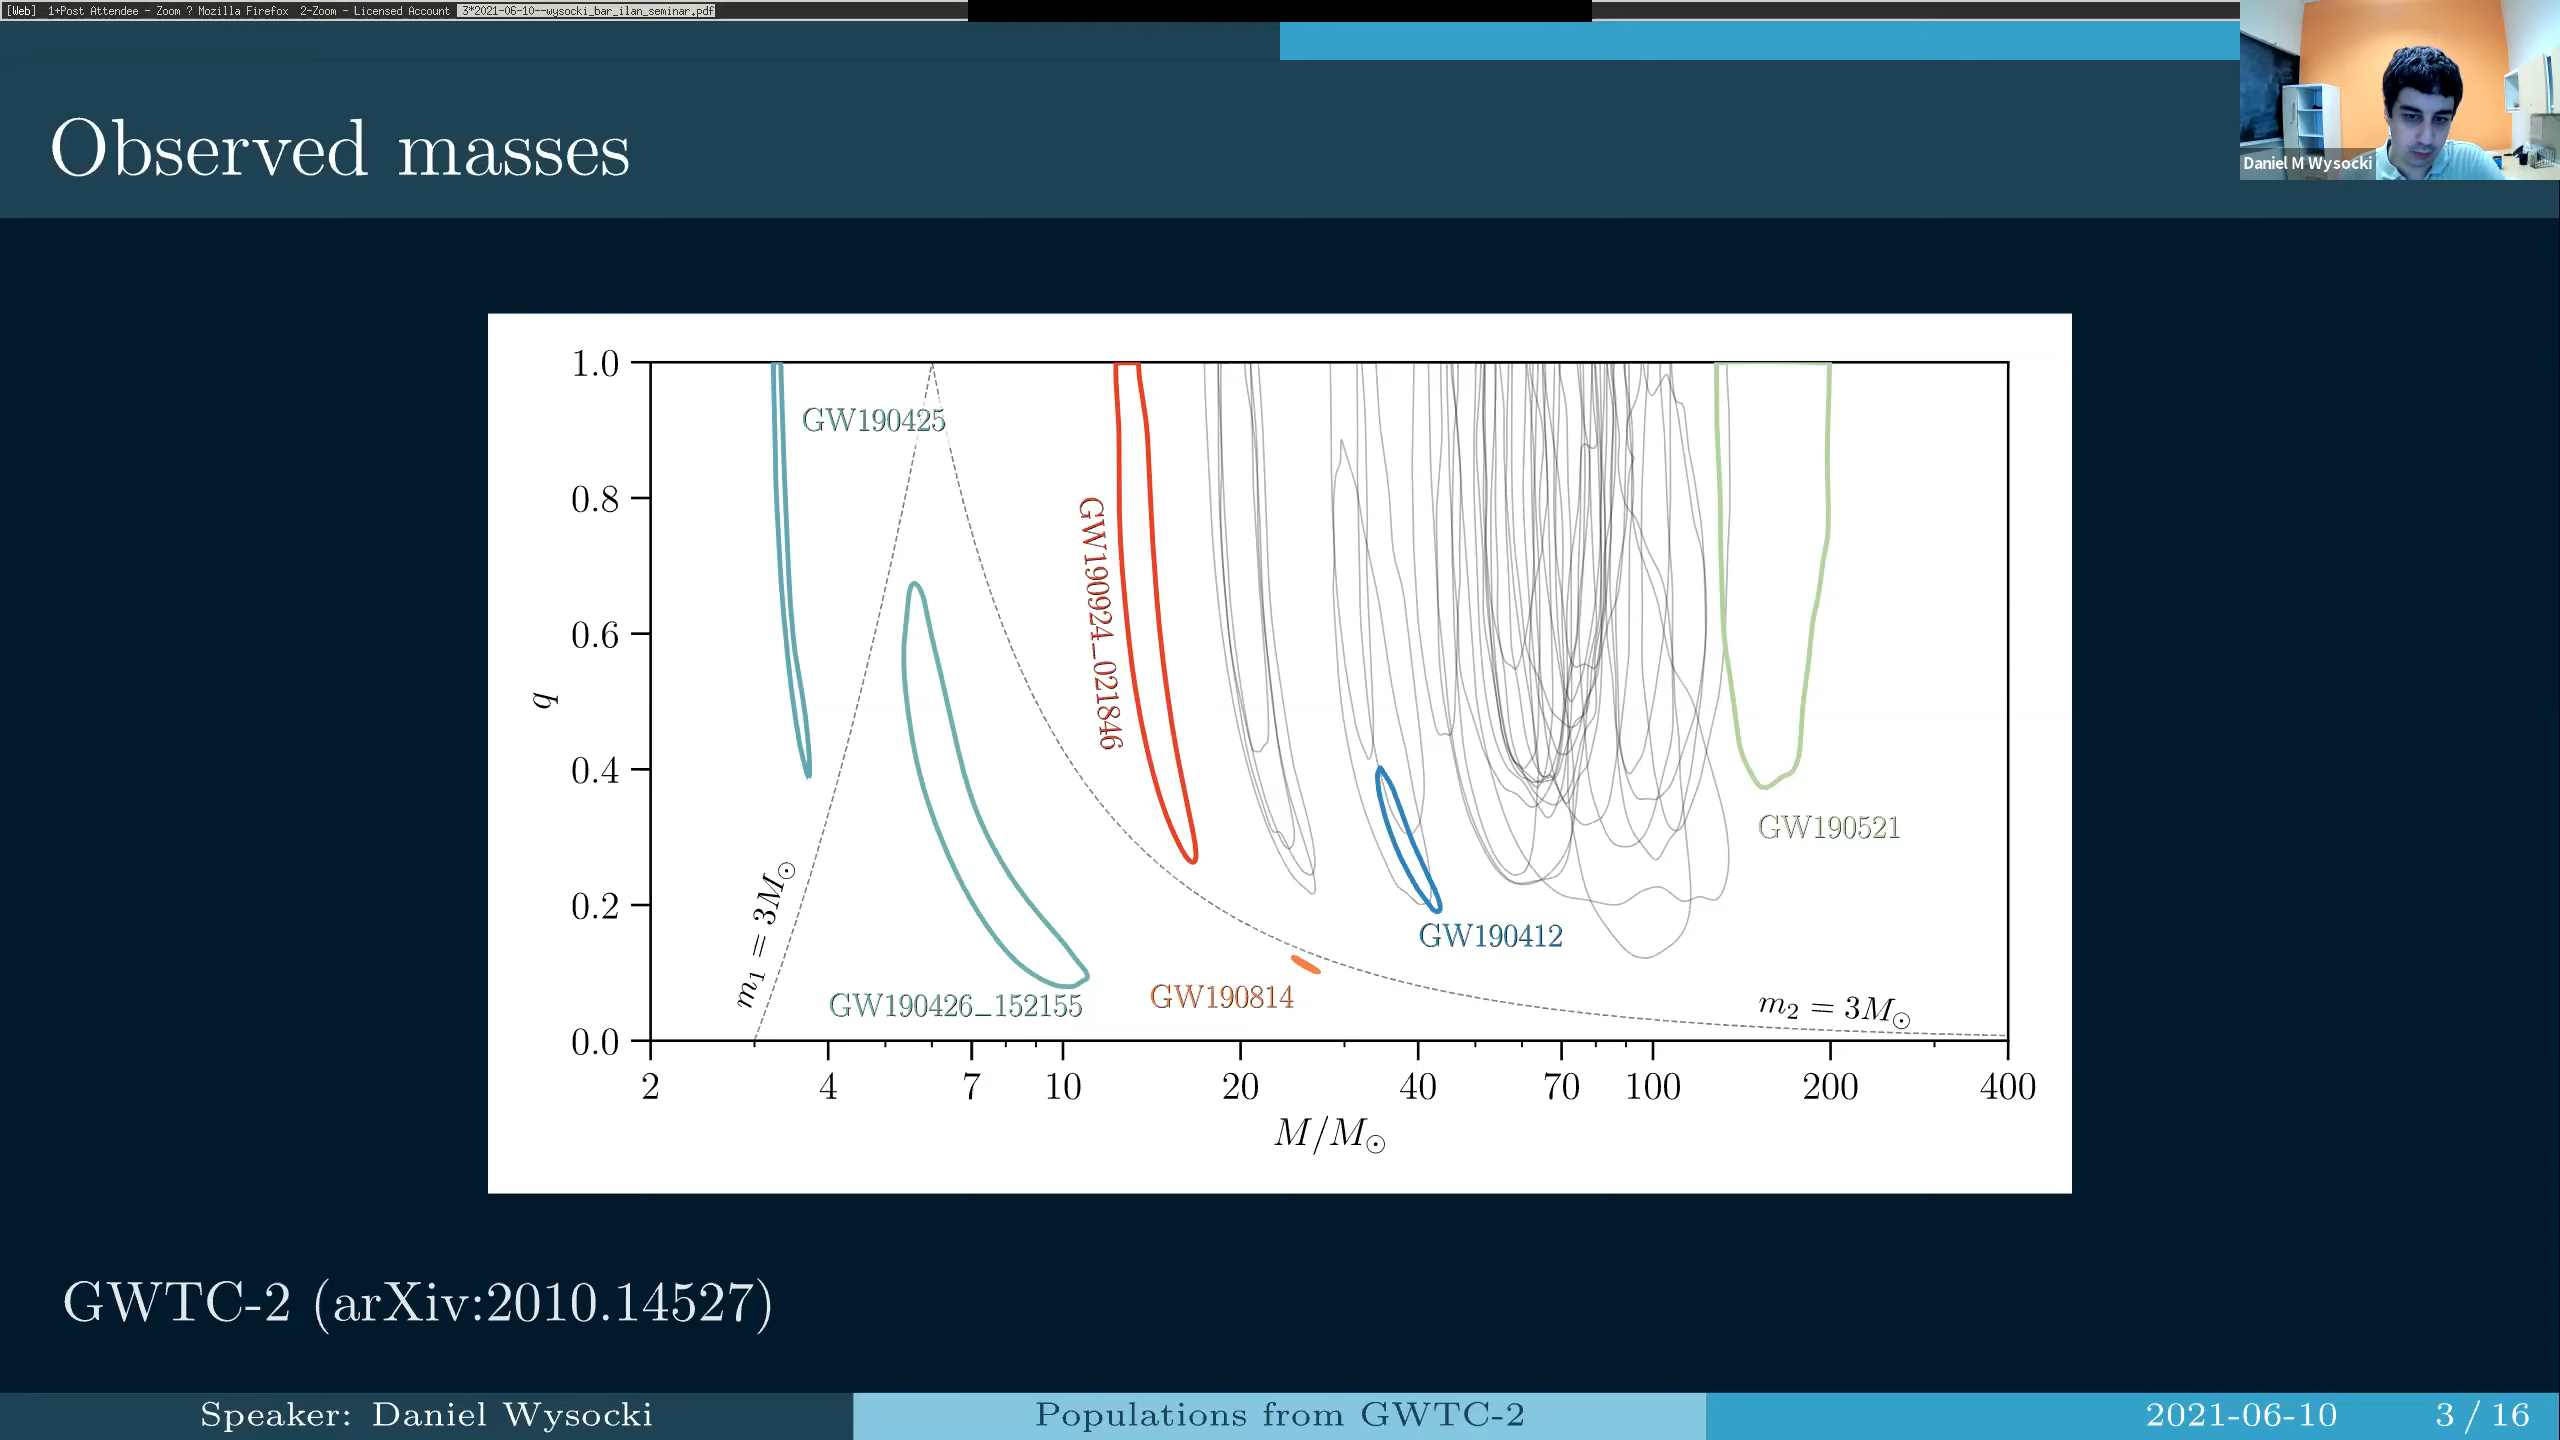 [Web] 1+Post Attendee - Zoom ? Mozilla Firefox 2-Zoom - Licensed Account 3*2021-06-10--wysocki_bar_ilan_seminar.pdf
Daniel M Wysocki
Observed masses
1.0
0.8
0.6
0.4
0.2
0.0
q
GW190425
GW190924_021846
GW190521
GW190412
GW190814
GW190426_152155
m₁ = 3M⊙
m₂ = 3M⊙
2 4 7 10 20 40 70 100 200 400
M/M⊙
GWTC-2 (arXiv:2010.14527)
Speaker: Daniel Wysocki Populations from GWTC-2 2021-06-10 3 / 16